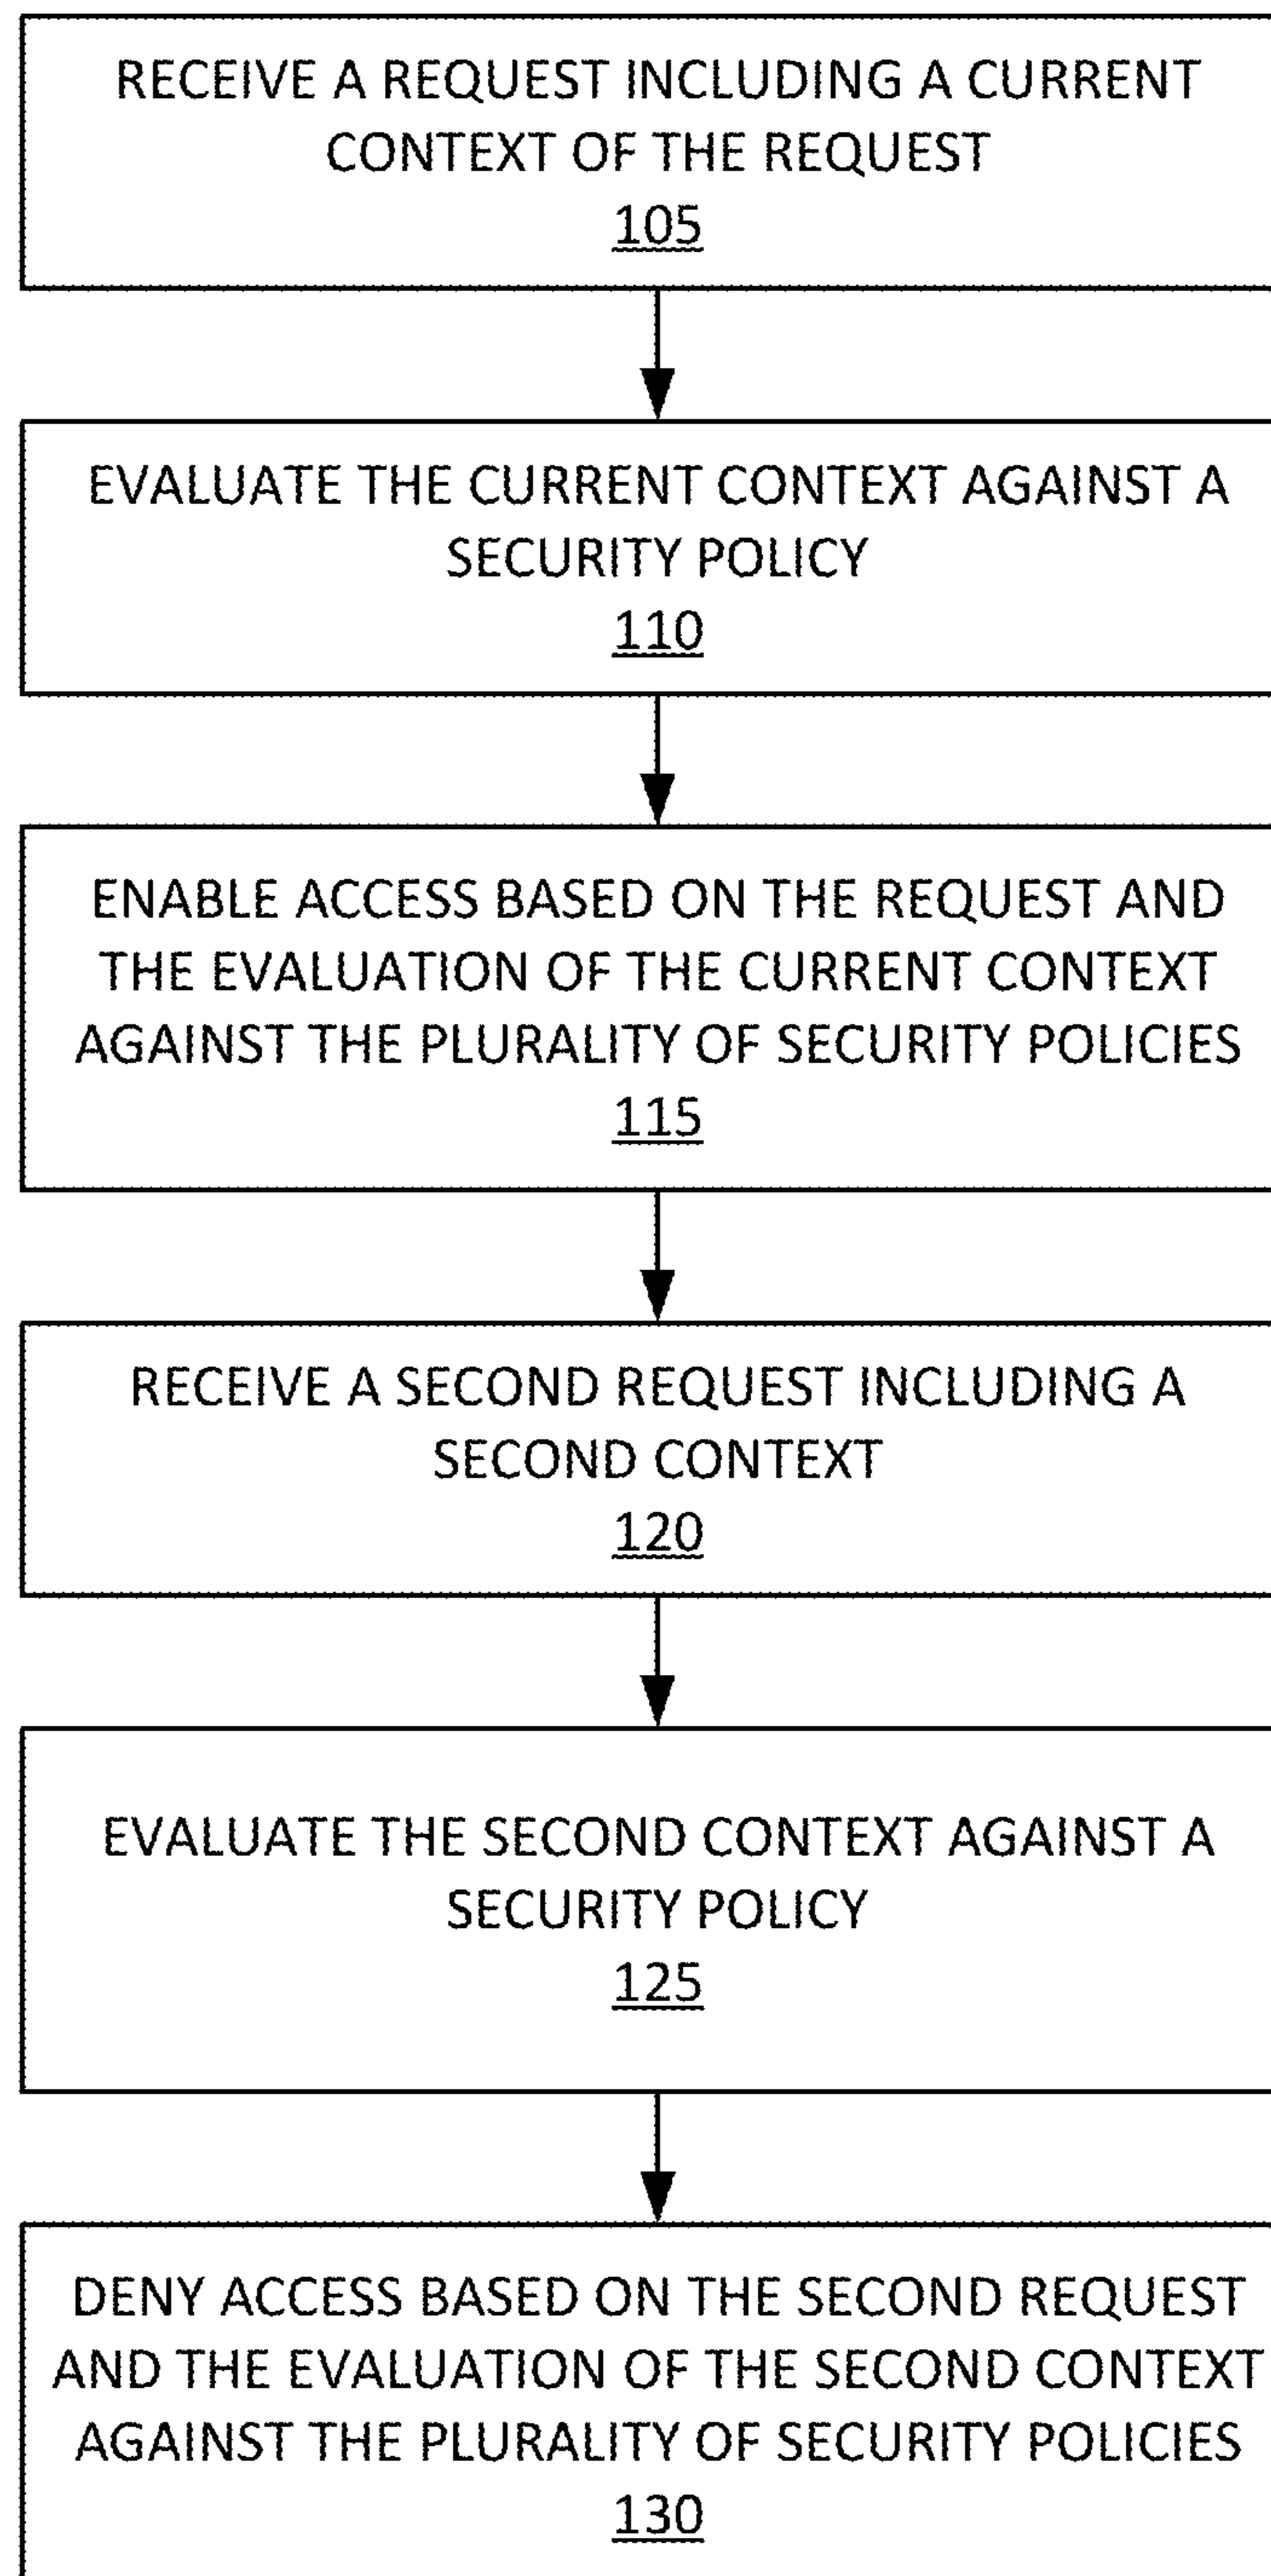 RECEIVE A REQUEST INCLUDING A CURRENT
CONTEXT OF THE REQUEST
105
EVALUATE THE CURRENT CONTEXT AGAINST A
SECURITY POLICY
110
ENABLE ACCESS BASED ON THE REQUEST AND
THE EVALUATION OF THE CURRENT CONTEXT
AGAINST THE PLURALITY OF SECURITY POLICIES
115
RECEIVE A SECOND REQUEST INCLUDING A
SECOND CONTEXT
120
EVALUATE THE SECOND CONTEXT AGAINST A
SECURITY POLICY
125
DENY ACCESS BASED ON THE SECOND REQUEST
AND THE EVALUATION OF THE SECOND CONTEXT
AGAINST THE PLURALITY OF SECURITY POLICIES
130